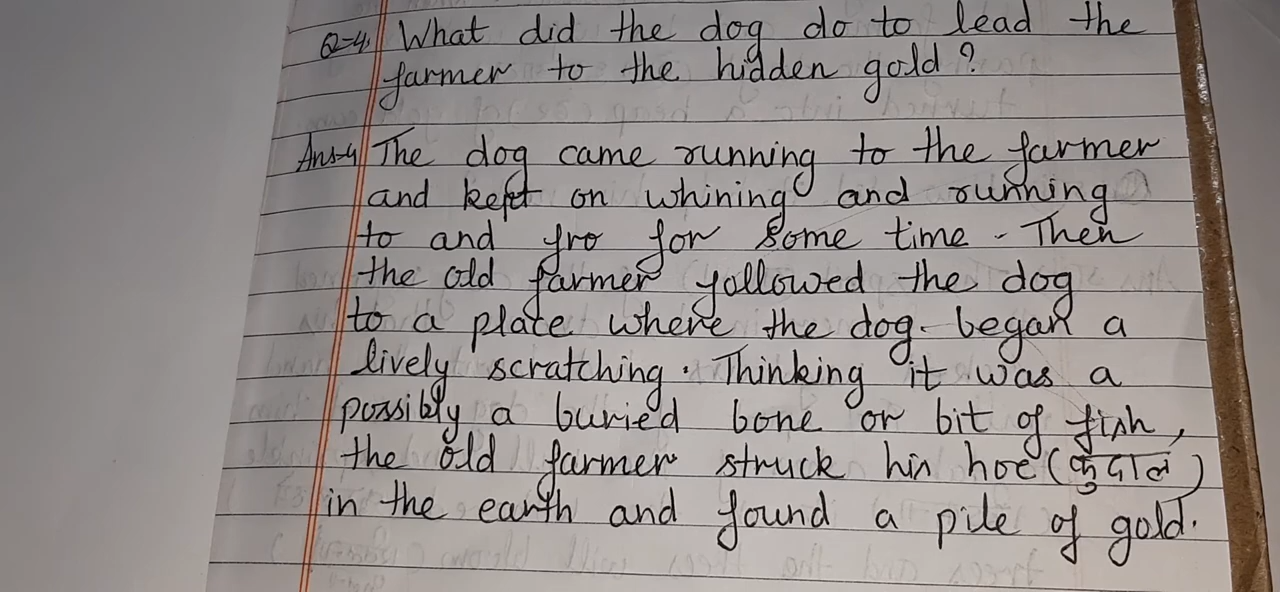 Q-4. What did the dog do to lead the
farmer to the hidden gold?
Ans-4 The dog came running to the farmer
and kept on whining and running
to and fro for some time. Then
the old farmer followed the dog
to a place where the dog began a
lively scratching. Thinking it was a
possibly a buried bone or bit of fish,
the old farmer struck his hoe (कुदाल)
in the earth and found a pile of gold.